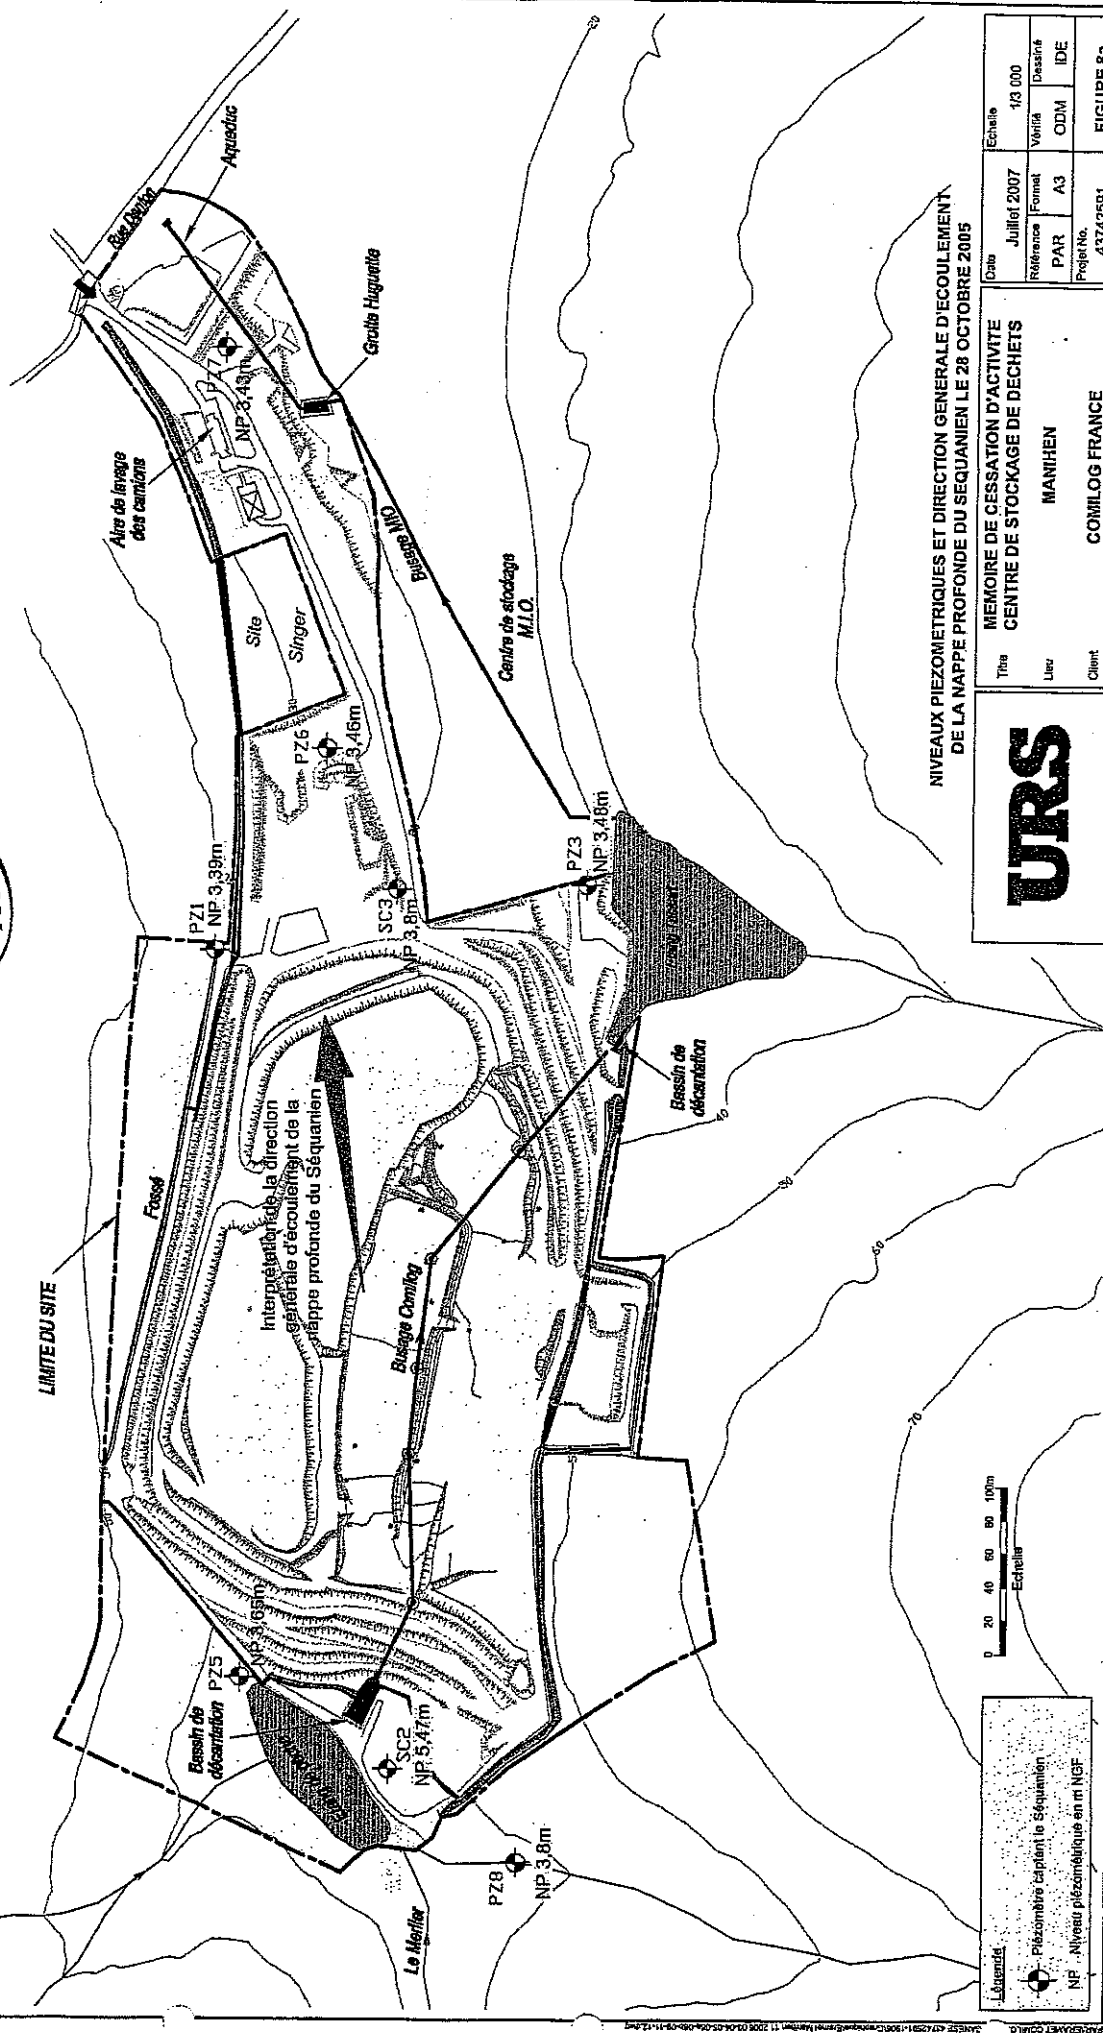 LIMITE DU SITE
Fossé
PZ1
NP 3,39m
Aire de lavage
des camions
Rue Danton
Aqueduc
PZ7
NP 3,43m
Grotte Huguette
Site
Singer
30
PZ6
NP 3,46m
SC3
NP 3,8m
Busage MIO
Centre de stockage
M.I.O.
20
PZ3
NP 3,48m
Interprétation de la direction
générale d'écoulement de la
nappe profonde du Séquanien
Busage Comilog
Bassin de
décantation
PZ5
NP 3,65m
Bassin de
décantation
SC2
NP 5,47m
PZ8
NP 3,8m
Le Merlier
40
60
70
0 20 40 60 80 100m
Echelle
Légende
Piézomètre captant le Séquanien
NP Niveau piézométrique en m NGF
NIVEAUX PIEZOMETRIQUES ET DIRECTION GENERALE D'ECOULEMENT
DE LA NAPPE PROFONDE DU SEQUANIEN LE 28 OCTOBRE 2005
URS
Titre
MEMOIRE DE CESSATION D'ACTIVITE
CENTRE DE STOCKAGE DE DECHETS
Lieu
MANIHEN
Client
COMILOG FRANCE
Date
Juillet 2007
Echelle
1/3 000
Référence
PAR
Format
A3
Vérifié
ODM
Dessiné
IDE
Projet No.
43742591
FIGURE 8a